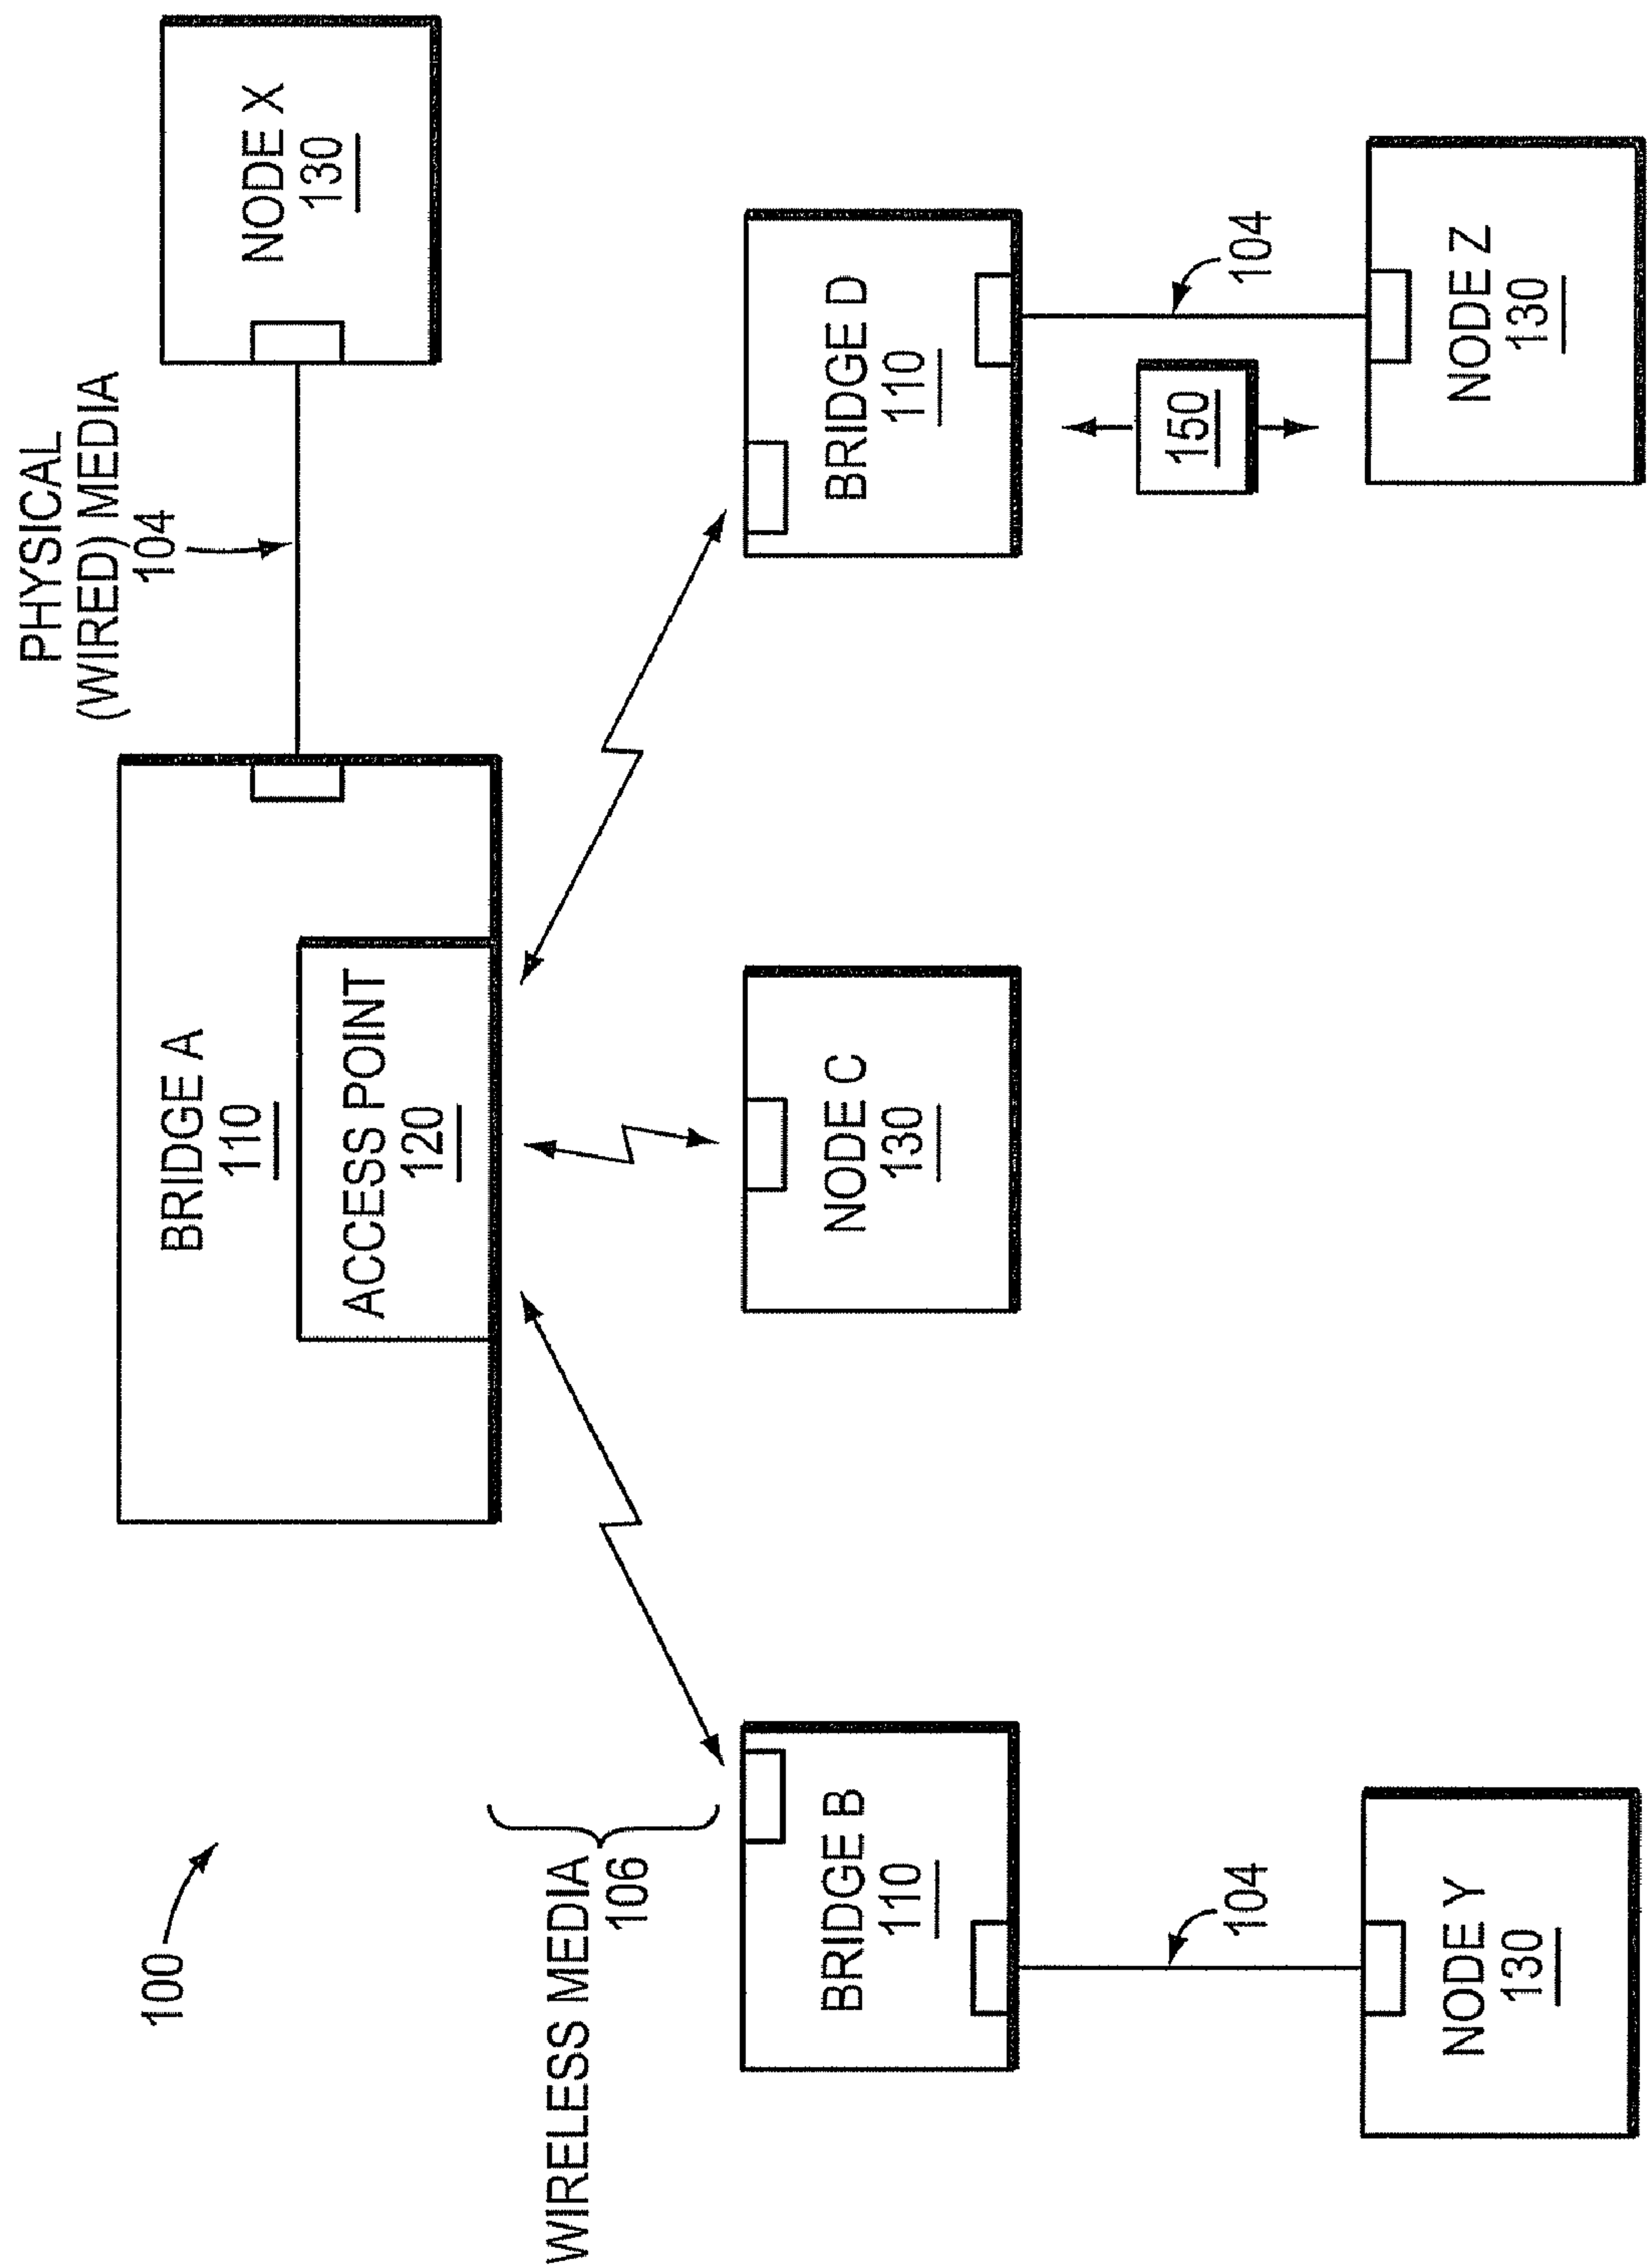 100
PHYSICAL
(WIRED) MEDIA
104
BRIDGE A
110
ACCESS POINT
120
NODE X
130
WIRELESS MEDIA
106
BRIDGE B
110
NODE C
130
BRIDGE D
110
104
150
104
NODE Y
130
NODE Z
130